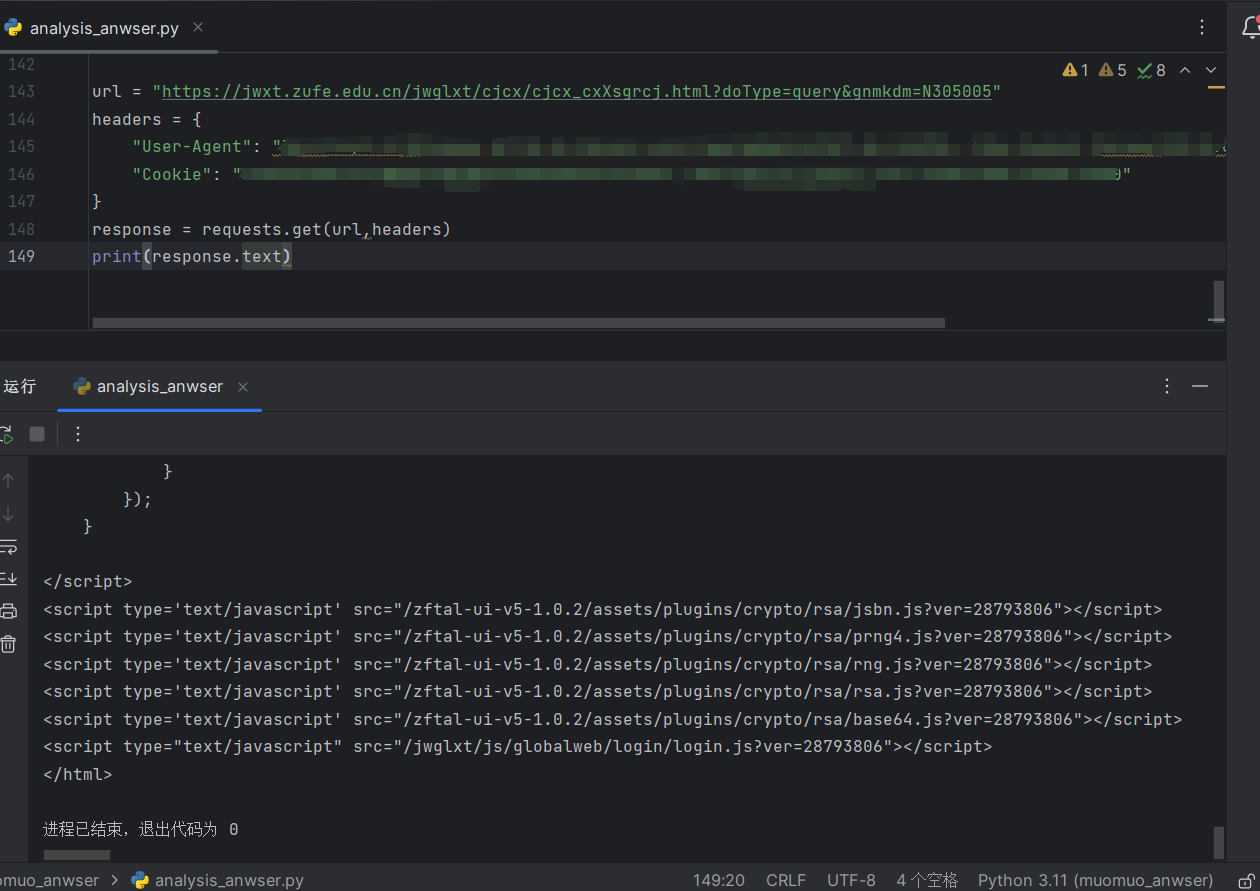 analysis_anwser.py
1 5 8
142
143 url = "https://jwxt.zufe.edu.cn/jwglxt/cjcx/cjcx_cxXsgrcj.html?doType=query&gnmkdm=N305005"
144 headers = {
145 "User-Agent": "
146 "Cookie": " "
147 }
148 response = requests.get(url,headers)
149 print(response.text)
运行 analysis_anwser
}
});
}
</script>
<script type='text/javascript' src="/zftal-ui-v5-1.0.2/assets/plugins/crypto/rsa/jsbn.js?ver=28793806"></script>
<script type='text/javascript' src="/zftal-ui-v5-1.0.2/assets/plugins/crypto/rsa/prng4.js?ver=28793806"></script>
<script type='text/javascript' src="/zftal-ui-v5-1.0.2/assets/plugins/crypto/rsa/rng.js?ver=28793806"></script>
<script type='text/javascript' src="/zftal-ui-v5-1.0.2/assets/plugins/crypto/rsa/rsa.js?ver=28793806"></script>
<script type='text/javascript' src="/zftal-ui-v5-1.0.2/assets/plugins/crypto/rsa/base64.js?ver=28793806"></script>
<script type="text/javascript" src="/jwglxt/js/globalweb/login/login.js?ver=28793806"></script>
</html>
进程已结束，退出代码为 0
omuo_anwser > analysis_anwser.py 149:20 CRLF UTF-8 4 个空格 Python 3.11 (muomuo_anwser)